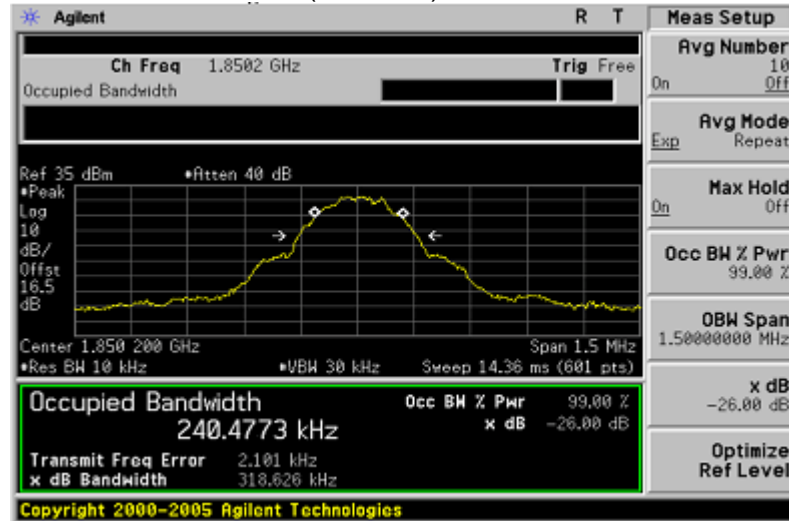 Agilent R T
Ch Freq 1.8502 GHz Trig Free
Occupied Bandwidth
Ref 35 dBm •Atten 40 dB
•Peak
Log
10
dB/
Offst
16.5
dB
Center 1.850 200 GHz Span 1.5 MHz
•Res BW 10 kHz •VBW 30 kHz Sweep 14.36 ms (601 pts)
Occupied Bandwidth Occ BW % Pwr 99.00 %
240.4773 kHz x dB -26.00 dB
Transmit Freq Error 2.101 kHz
x dB Bandwidth 318.626 kHz
Copyright 2000-2005 Agilent Technologies
Meas Setup
Avg Number
10
On Off
Avg Mode
Exp Repeat
Max Hold
On Off
Occ BW % Pwr
99.00 %
OBW Span
1.50000000 MHz
x dB
-26.00 dB
Optimize
Ref Level